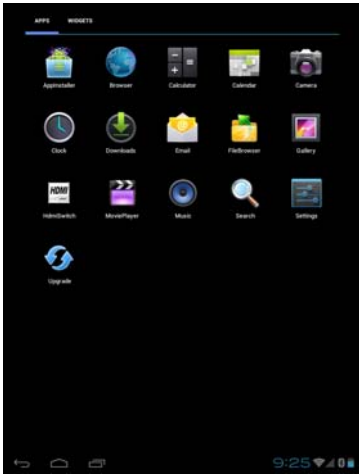 APPS WIDGETS
AppInstaller Browser Calculator Calendar Camera
Clock Downloads Email FileBrowser Gallery
HDMI
HdmiSwitch MoviePlayer Music Search Settings
Upgrade
9:25